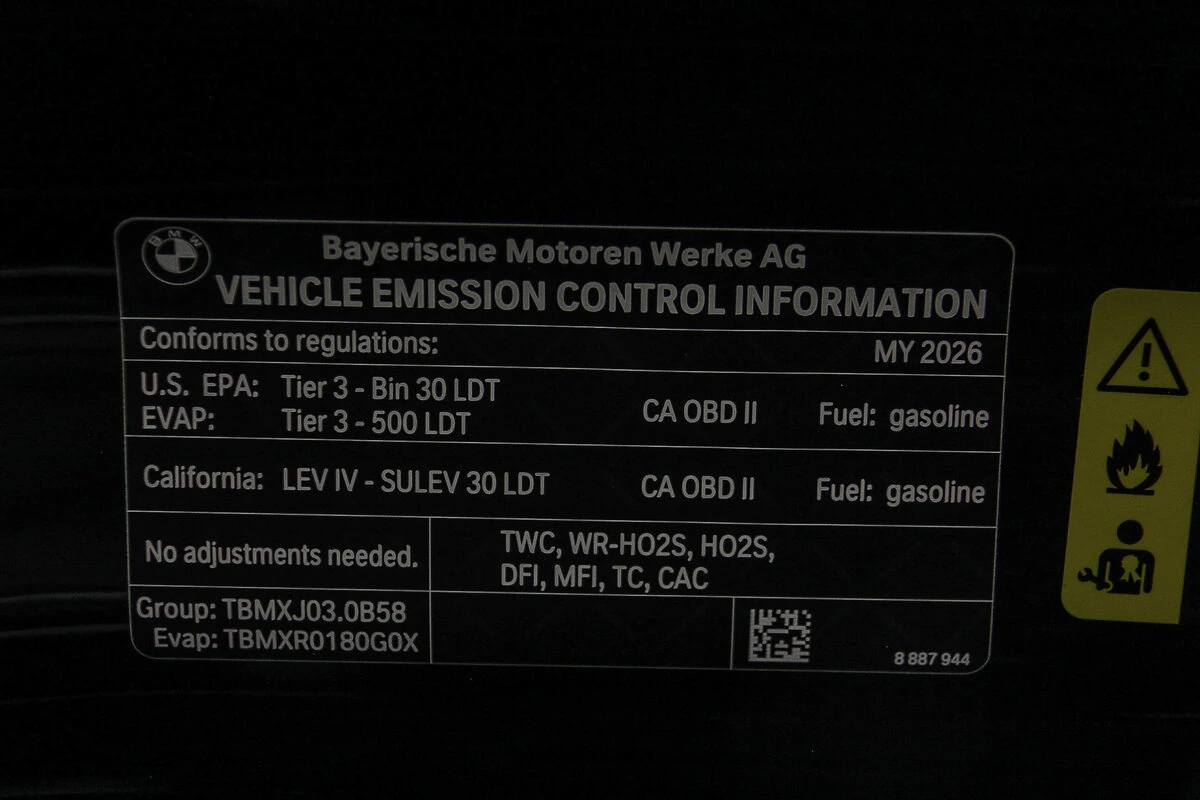 BMW
Bayerische Motoren Werke AG
VEHICLE EMISSION CONTROL INFORMATION
Conforms to regulations: MY 2026
U.S. EPA: Tier 3 - Bin 30 LDT
EVAP: Tier 3 - 500 LDT CA OBD II Fuel: gasoline
California: LEV IV - SULEV 30 LDT CA OBD II Fuel: gasoline
No adjustments needed.
TWC, WR-HO2S, HO2S,
DFI, MFI, TC, CAC
Group: TBMXJ03.0B58
Evap: TBMXR0180G0X
8 887 944